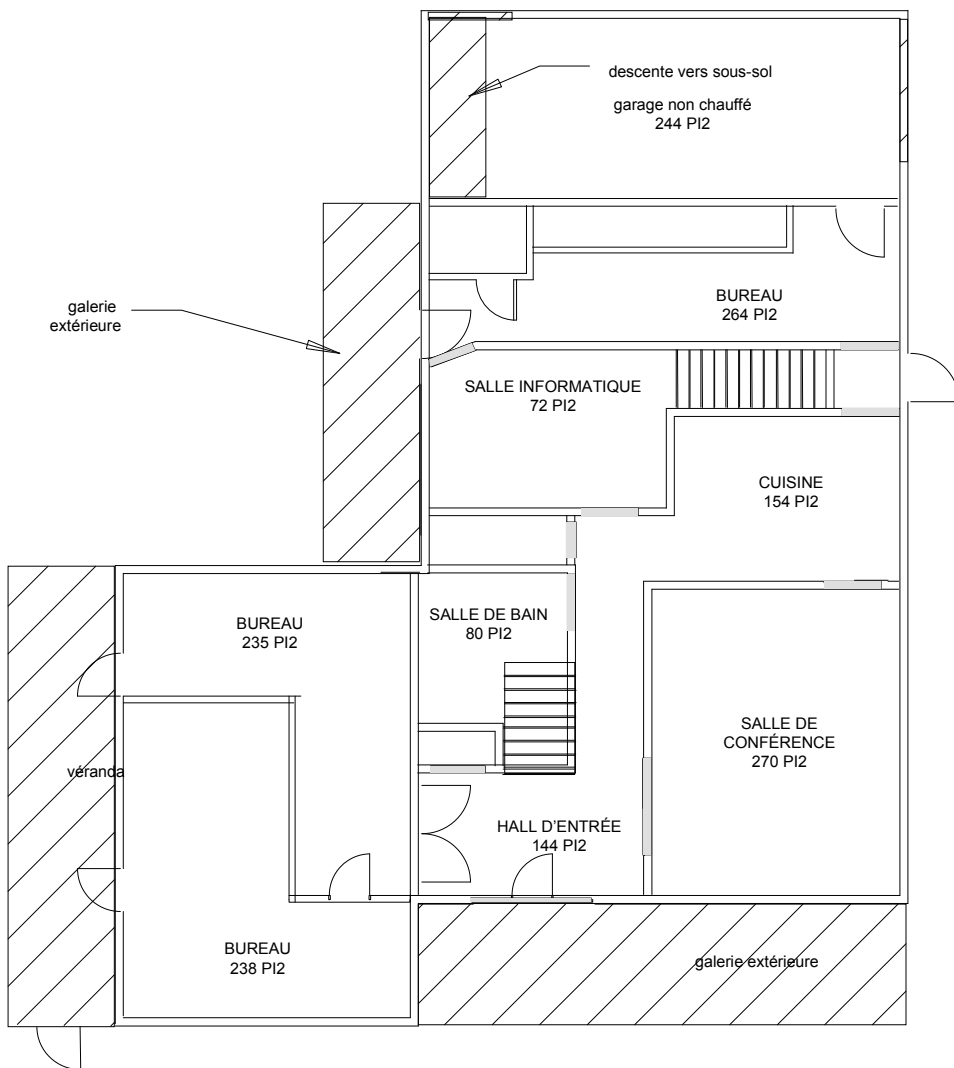 descente vers sous-sol
garage non chauffé
244 PI2
galerie
extérieure
BUREAU
264 PI2
SALLE INFORMATIQUE
72 PI2
CUISINE
154 PI2
BUREAU
235 PI2
SALLE DE BAIN
80 PI2
SALLE DE
CONFÉRENCE
270 PI2
véranda
HALL D'ENTRÉE
144 PI2
BUREAU
238 PI2
galerie extérieure